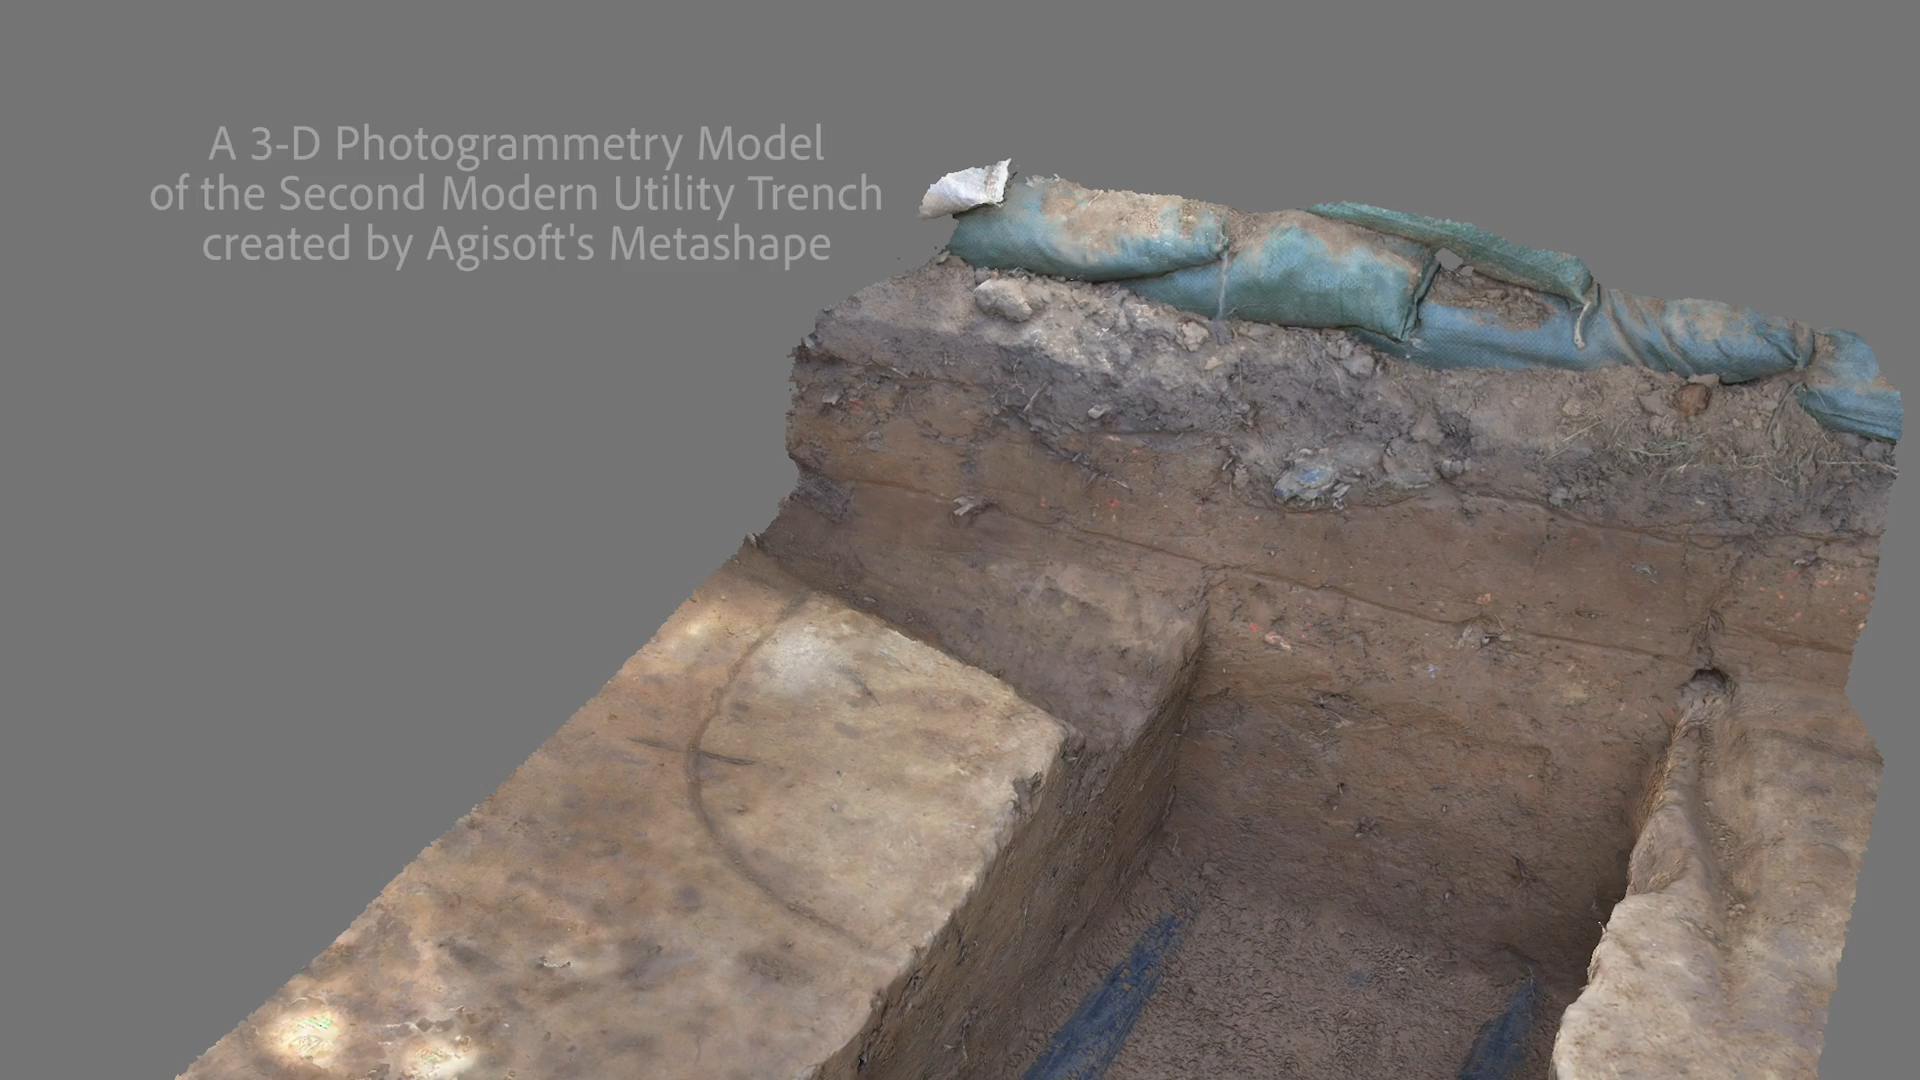 A 3-D Photogrammetry Model
of the Second Modern Utility Trench
created by Agisoft's Metashape